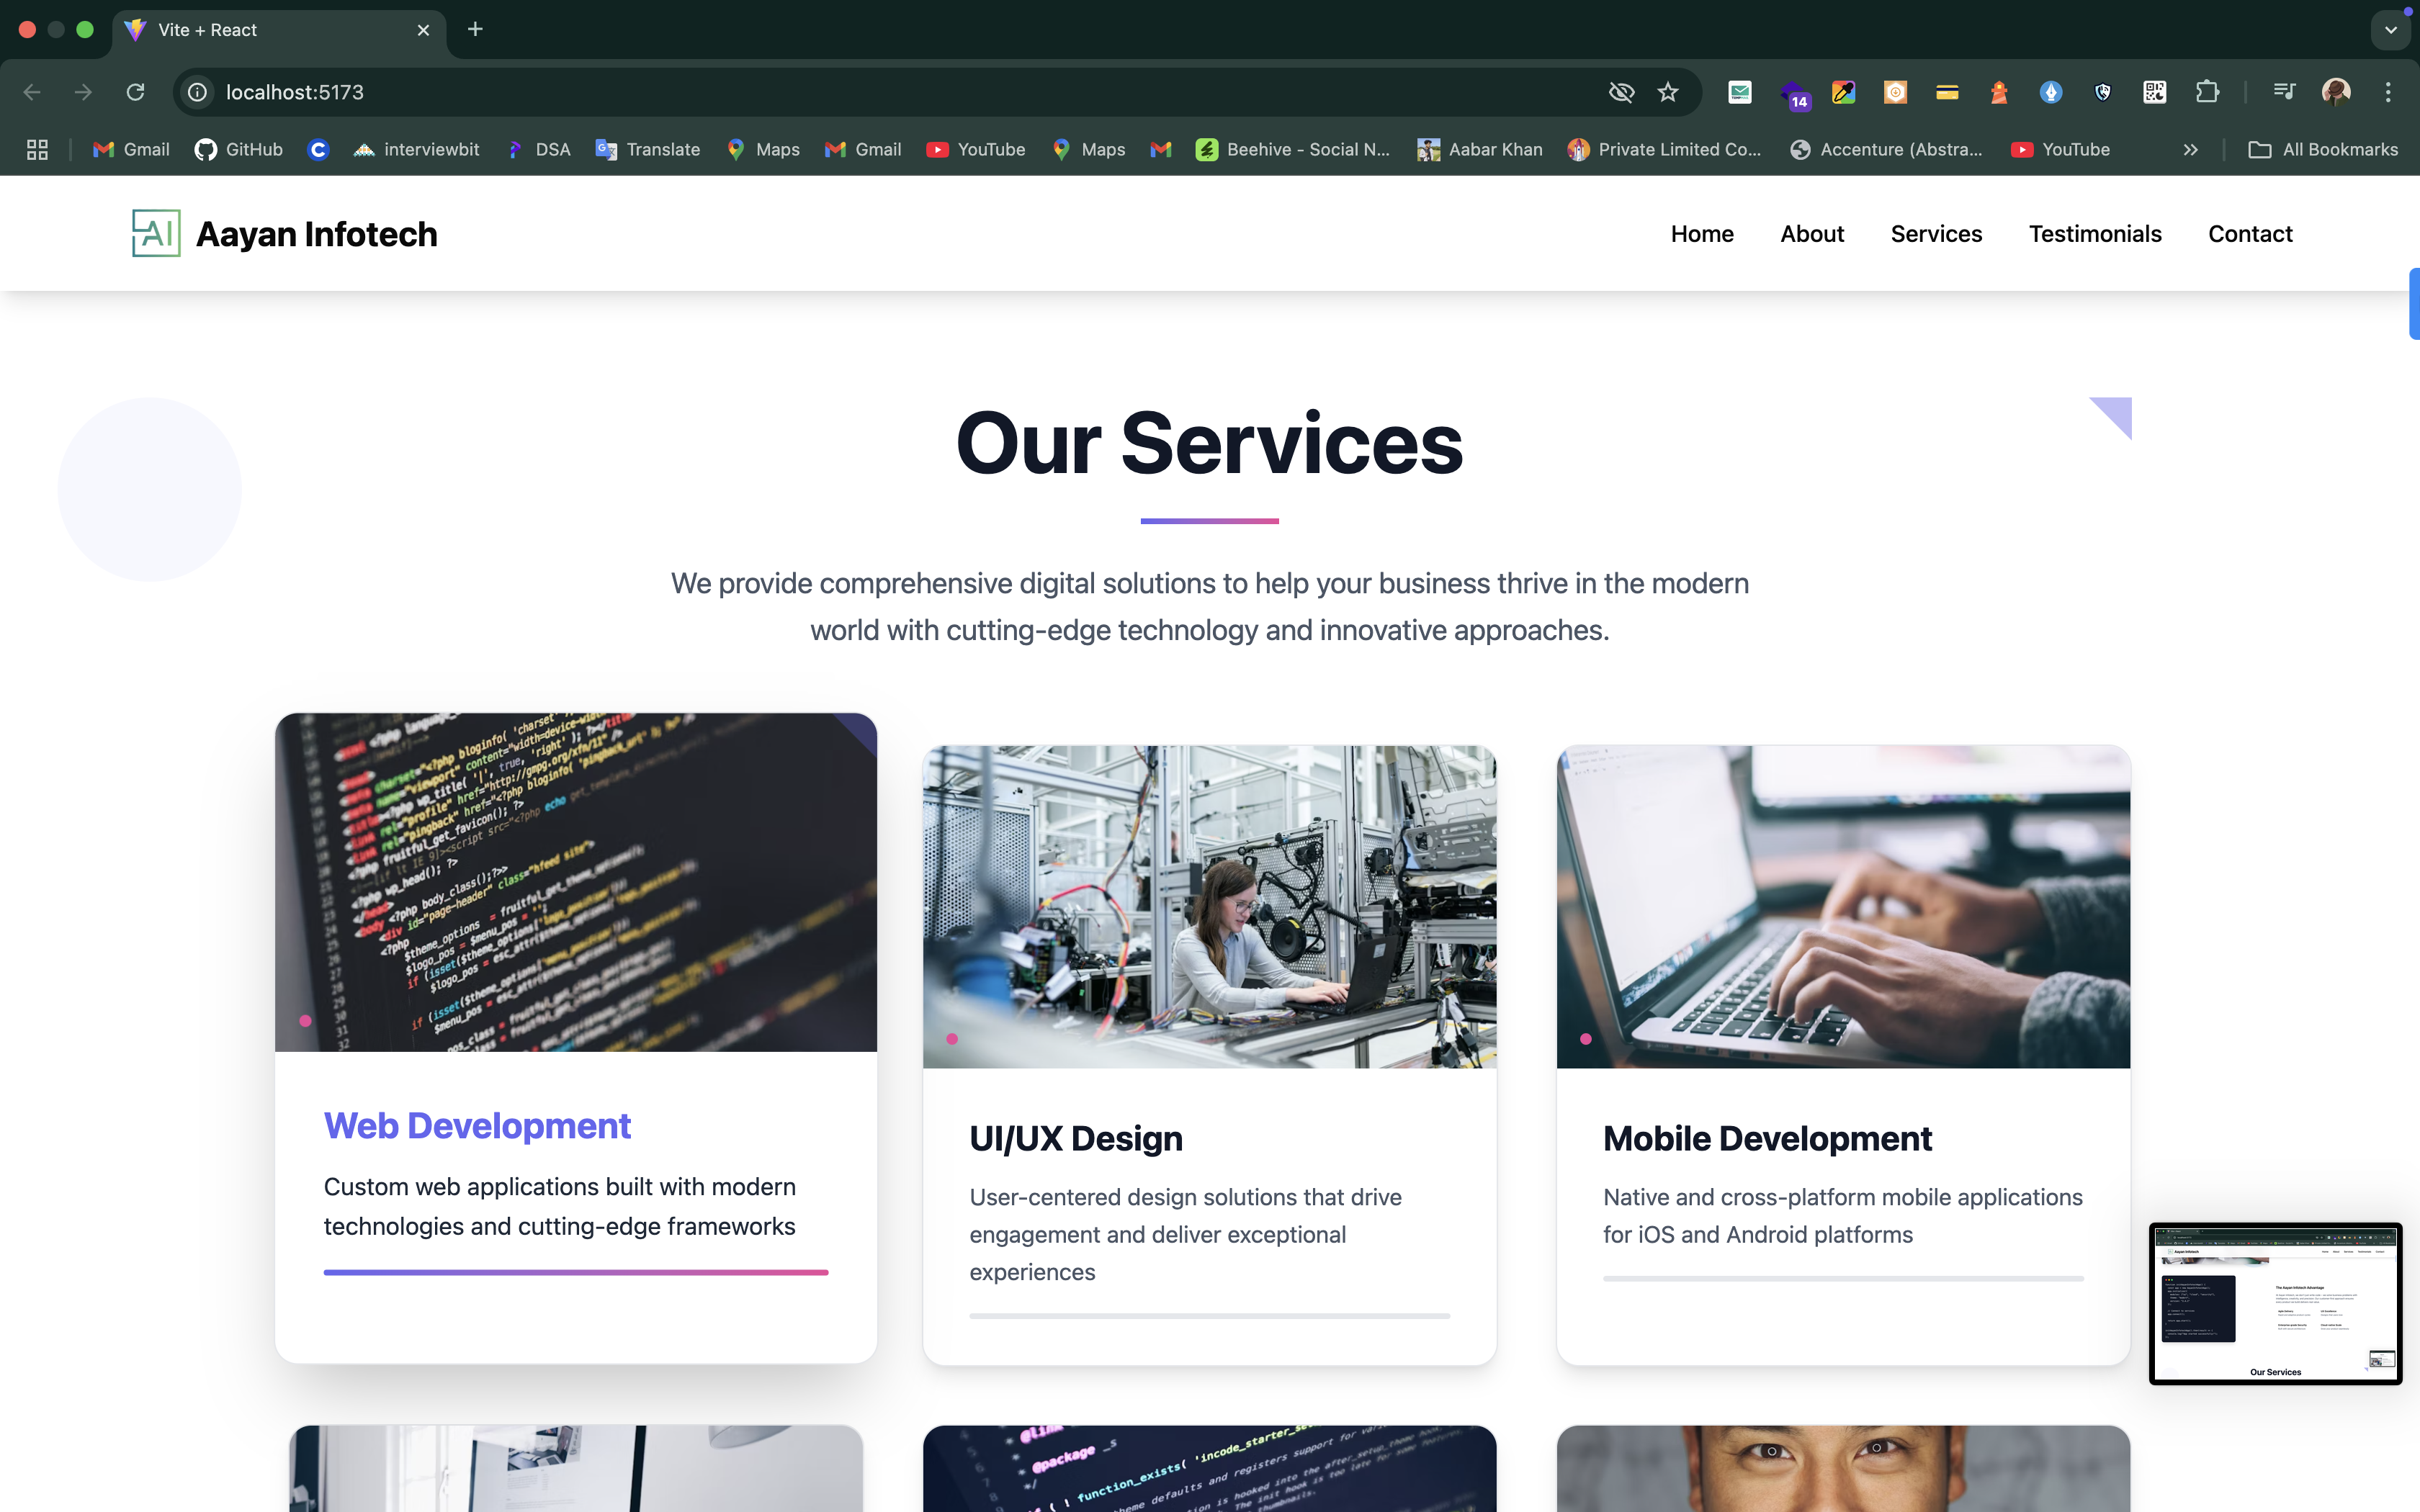 Vite + React
localhost:5173
14
Gmail
GitHub
interviewbit
DSA
Translate
Maps
Gmail
YouTube
Maps
Beehive - Social N...
Aabar Khan
Private Limited Co...
Accenture (Abstra...
YouTube
All Bookmarks
AI
Aayan Infotech
Home
About
Services
Testimonials
Contact
Our Services
We provide comprehensive digital solutions to help your business thrive in the modern
world with cutting-edge technology and innovative approaches.
Web Development
Custom web applications built with modern
technologies and cutting-edge frameworks
UI/UX Design
User-centered design solutions that drive
engagement and deliver exceptional
experiences
Mobile Development
Native and cross-platform mobile applications
for iOS and Android platforms
Our Services
@package _s